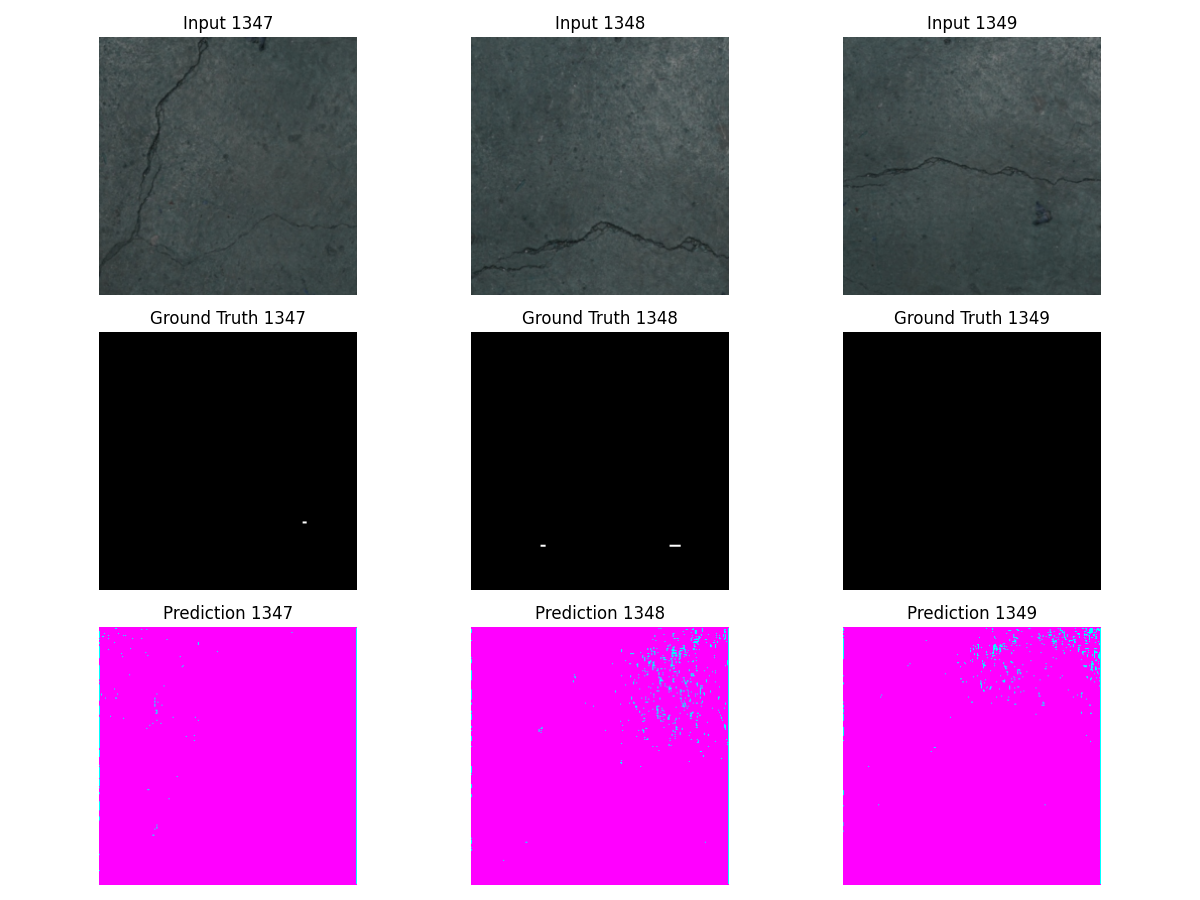 Input 1347
Input 1348
Input 1349
Ground Truth 1347
Ground Truth 1348
Ground Truth 1349
Prediction 1347
Prediction 1348
Prediction 1349